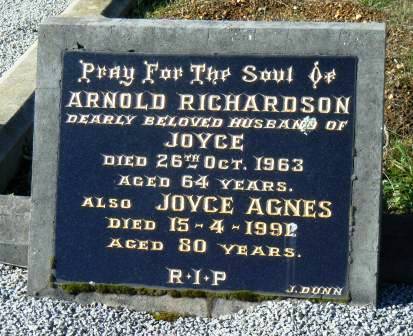 Pray For The Soul Of
ARNOLD RICHARDSON
DEARLY BELOVED HUSBAND OF
JOYCE
DIED 26TH OCT. 1963
AGED 64 YEARS.
ALSO JOYCE AGNES
DIED 15-4-1992
AGED 80 YEARS.
R·I·P
J. DUNN